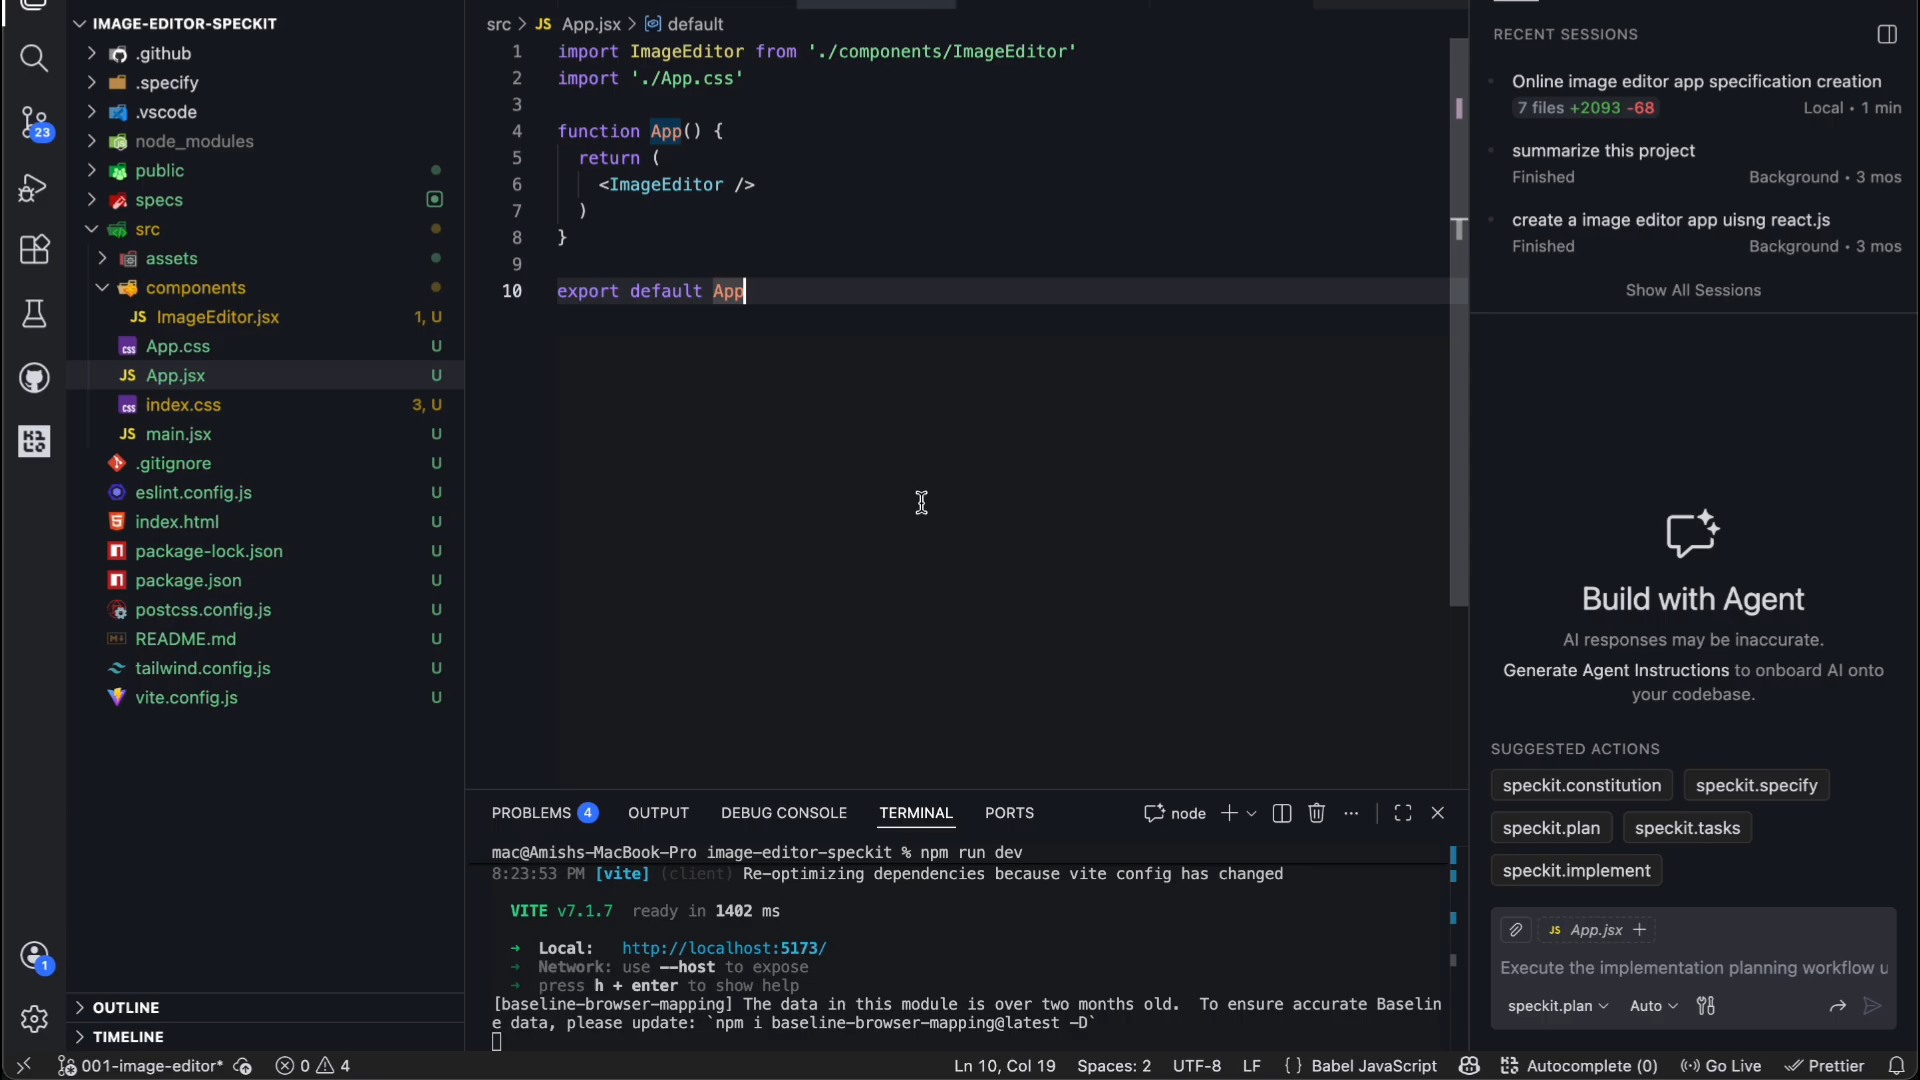 IMAGE-EDITOR-SPECKIT
.github
.specify
.vscode
23
node_modules
public
specs
src
assets
components
JS ImageEditor.jsx 1, U
css App.css U
JS App.jsx U
css index.css 3, U
JS main.jsx U
.gitignore U
eslint.config.js U
index.html U
package-lock.json U
package.json U
postcss.config.js U
README.md U
tailwind.config.js U
vite.config.js U
1
OUTLINE
TIMELINE
src > JS App.jsx > default
1 import ImageEditor from './components/ImageEditor'
2 import './App.css'
3
4 function App() {
5 return (
6 <ImageEditor />
7 )
8 }
9
10 export default App
PROBLEMS 4 OUTPUT DEBUG CONSOLE TERMINAL PORTS node
mac@Amishs-MacBook-Pro image-editor-speckit % npm run dev
8:23:53 PM [vite] (client) Re-optimizing dependencies because vite config has changed
VITE v7.1.7 ready in 1402 ms
➜ Local: http://localhost:5173/
➜ Network: use --host to expose
➜ press h + enter to show help
[baseline-browser-mapping] The data in this module is over two months old. To ensure accurate Baselin
e data, please update: `npm i baseline-browser-mapping@latest -D`
RECENT SESSIONS
Online image editor app specification creation
7 files +2093 -68 Local • 1 min
summarize this project
Finished Background • 3 mos
create a image editor app uisng react.js
Finished Background • 3 mos
Show All Sessions
Build with Agent
AI responses may be inaccurate.
Generate Agent Instructions to onboard AI onto
your codebase.
SUGGESTED ACTIONS
speckit.constitution speckit.specify
speckit.plan speckit.tasks
speckit.implement
JS App.jsx +
Execute the implementation planning workflow u
speckit.plan Auto
001-image-editor* 0 4 Ln 10, Col 19 Spaces: 2 UTF-8 LF { } Babel JavaScript Autocomplete (0) Go Live Prettier